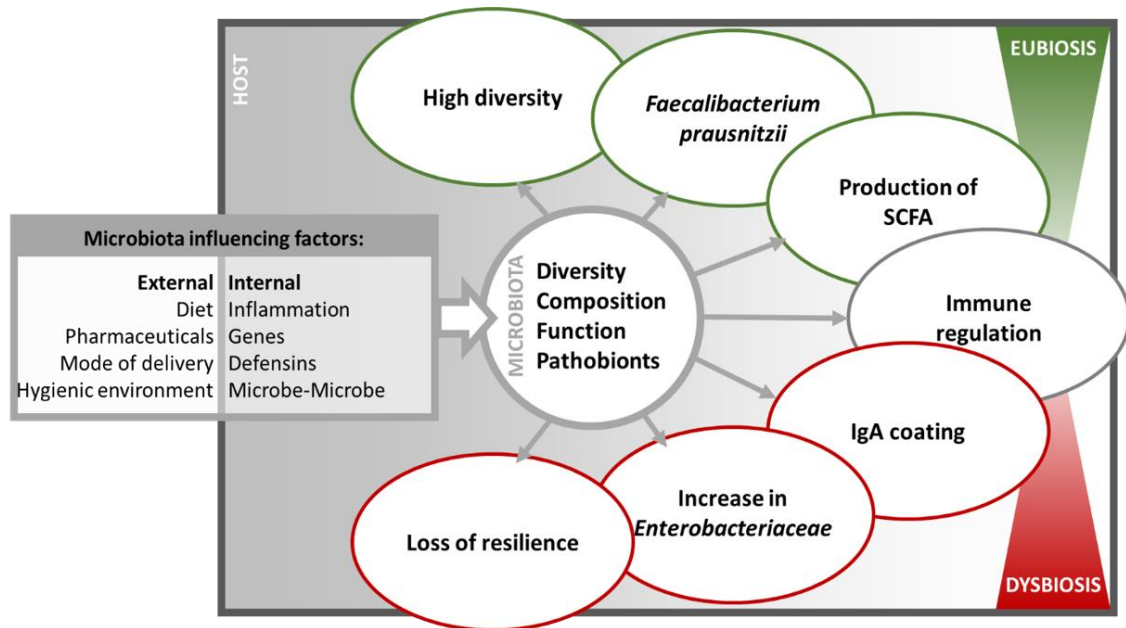 HOST
EUBIOSIS
High diversity
Faecalibacterium
prausnitzii
Production of
SCFA
Microbiota influencing factors:
External Internal
Diet Inflammation
Pharmaceuticals Genes
Mode of delivery Defensins
Hygienic environment Microbe-Microbe
MICROBIOTA
Diversity
Composition
Function
Pathobionts
Immune
regulation
IgA coating
Increase in
Enterobacteriaceae
Loss of resilience
DYSBIOSIS